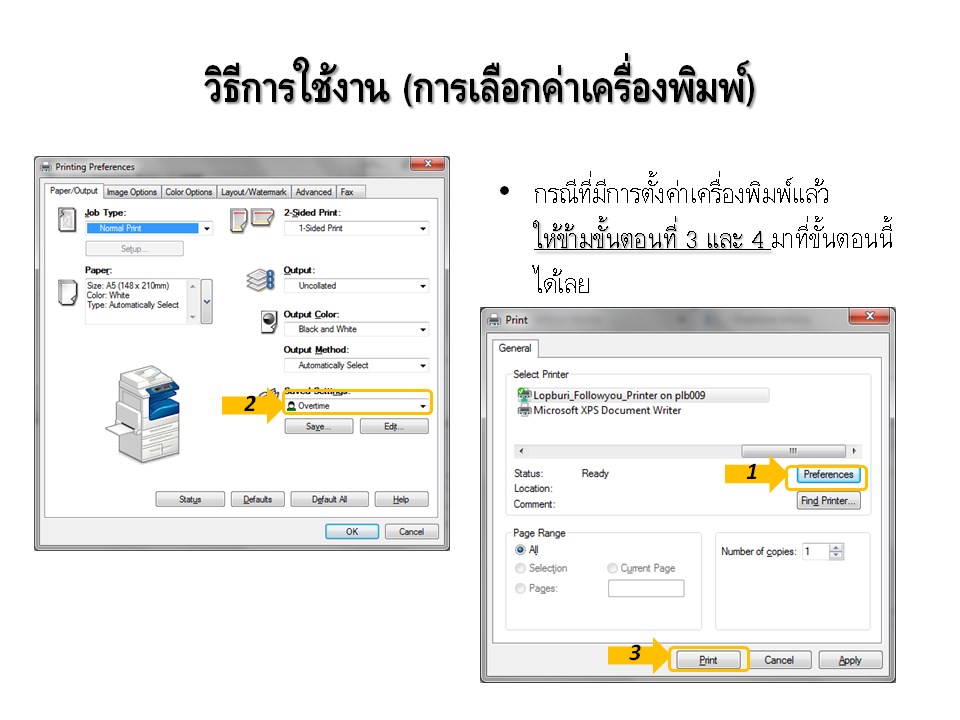 วิธีการใช้งาน (การเลือกค่าเครื่องพิมพ์)
Printing Preferences
Paper/Output Image Options Color Options Layout/Watermark Advanced Fax
Job Type:
Normal Print
Setup...
Paper:
Size: A5 (148 x 210mm)
Color: White
Type: Automatically Select
2-Sided Print:
1-Sided Print
Output:
Uncollated
Output Color:
Black and White
Output Method:
Automatically Select
Saved Settings:
2
Overtime
Save... Edit...
Status Defaults Default All Help
OK Cancel
• กรณีที่มีการตั้งค่าเครื่องพิมพ์แล้ว
ให้ข้ามขั้นตอนที่ 3 และ 4 มาที่ขั้นตอนนี้
ได้เลย
Print
General
Select Printer
Lopburi_Followyou_Printer on plb009
Microsoft XPS Document Writer
Status: Ready
Location:
Comment:
1
Preferences
Find Printer...
Page Range
All
Selection Current Page
Pages:
Number of copies: 1
3
Print Cancel Apply